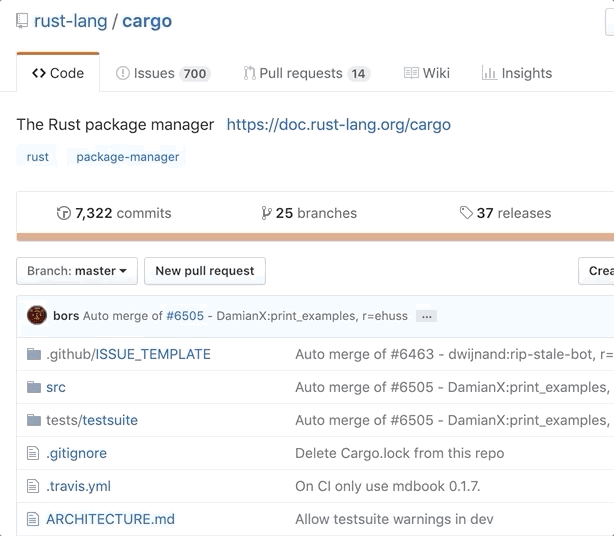 rust-lang / cargo
Code Issues 700 Pull requests 14 Wiki Insights
The Rust package manager https://doc.rust-lang.org/cargo
rust package-manager
7,322 commits 25 branches 37 releases
Branch: master New pull request Crea
bors Auto merge of #6505 - DamianX:print_examples, r=ehuss ...
.github/ISSUE_TEMPLATE Auto merge of #6463 - dwijnand:rip-stale-bot, r=
src Auto merge of #6505 - DamianX:print_examples,
tests/testsuite Auto merge of #6505 - DamianX:print_examples,
.gitignore Delete Cargo.lock from this repo
.travis.yml On CI only use mdbook 0.1.7.
ARCHITECTURE.md Allow testsuite warnings in dev